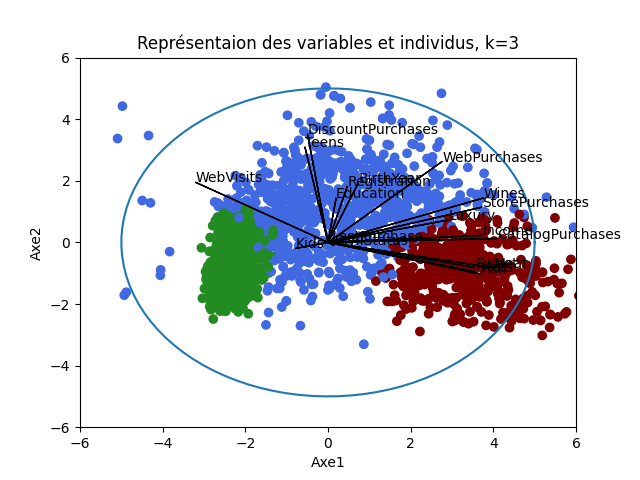 Représentaion des variables et individus, k=3
6
4
2
0
−2
−4
−6
Axe2
DiscountPurchases
Teens
WebPurchases
WebVisits
BirthYear
Registration
Education
Wines
StorePurchases
Luxury
Income
CatalogPurchases
Kids
−6
−4
−2
0
2
4
6
Axe1